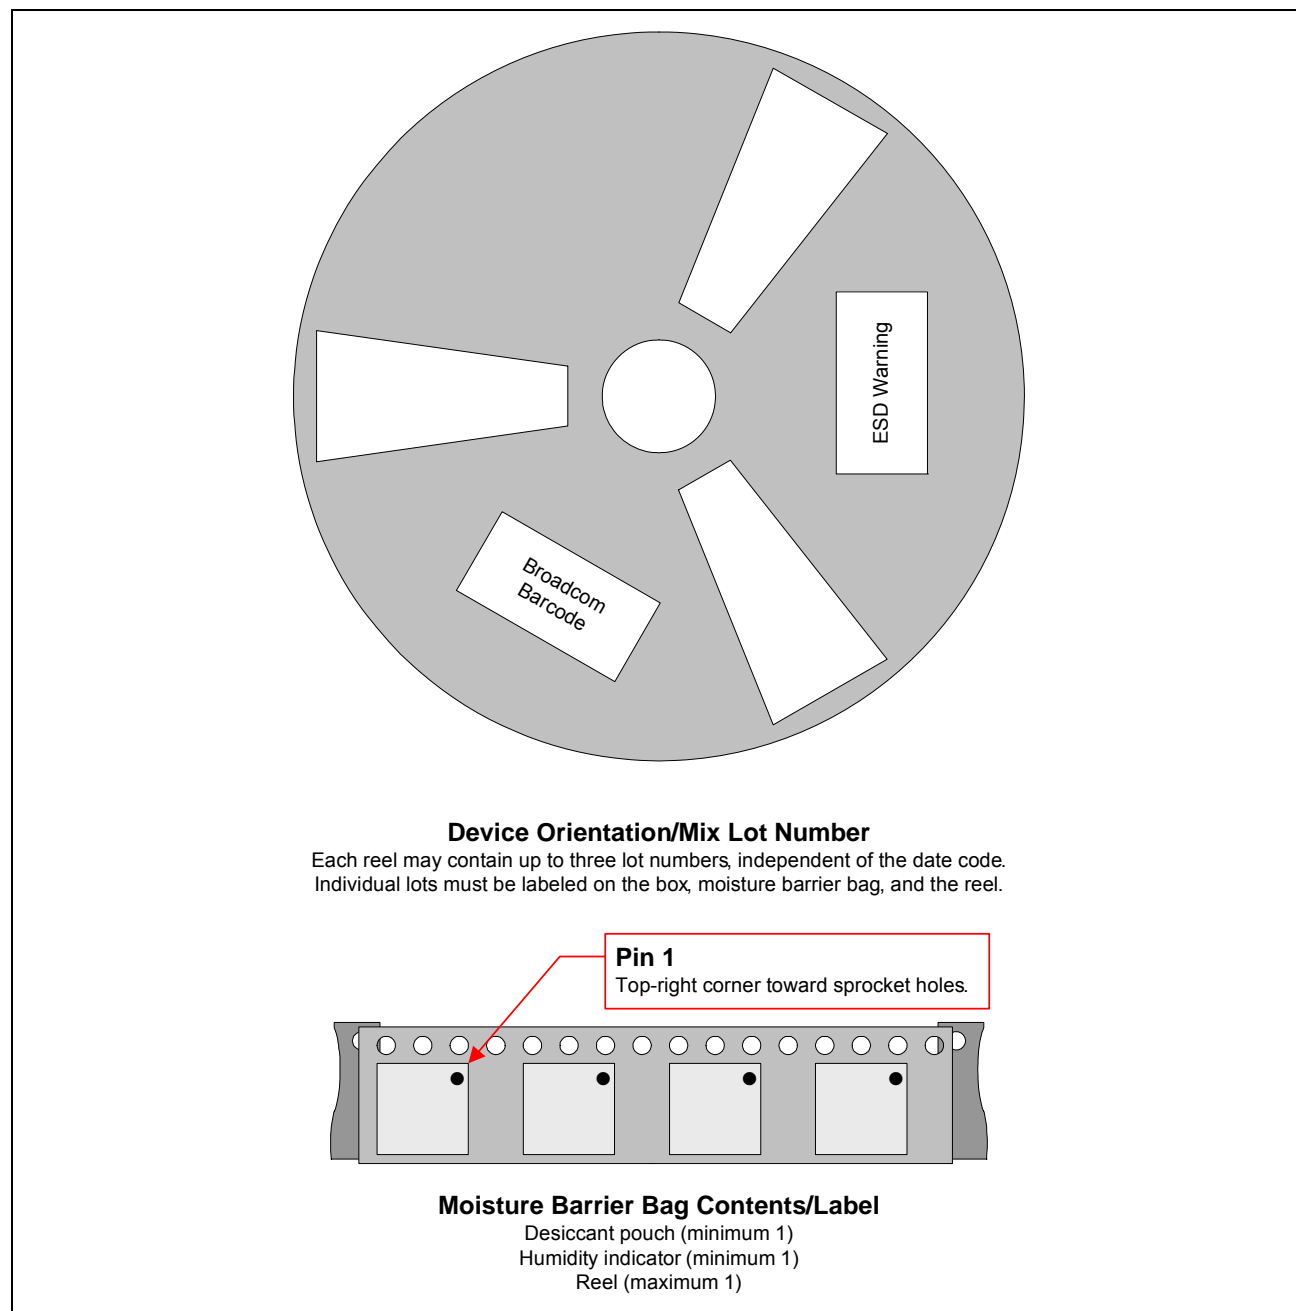 ESD Warning
Broadcom
Barcode
Device Orientation/Mix Lot Number
Each reel may contain up to three lot numbers, independent of the date code.
Individual lots must be labeled on the box, moisture barrier bag, and the reel.
Pin 1
Top-right corner toward sprocket holes.
Moisture Barrier Bag Contents/Label
Desiccant pouch (minimum 1)
Humidity indicator (minimum 1)
Reel (maximum 1)